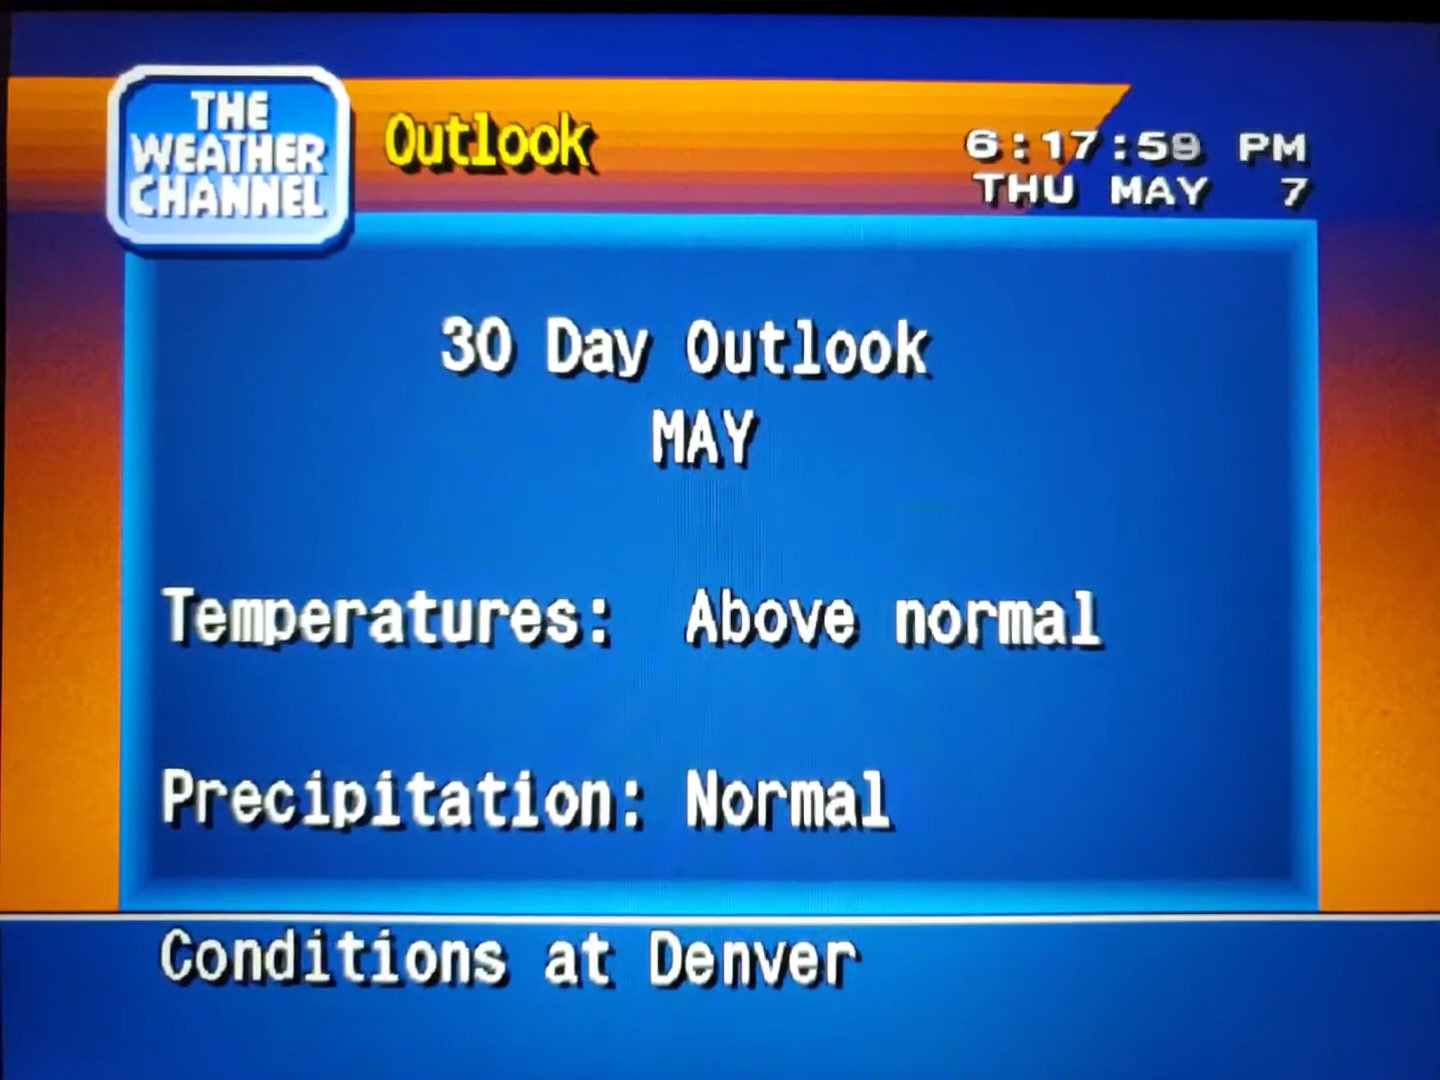 THE
WEATHER
CHANNEL
Outlook
6:17:59 PM
THU MAY 7
30 Day Outlook
MAY
Temperatures: Above normal
Precipitation: Normal
Conditions at Denver